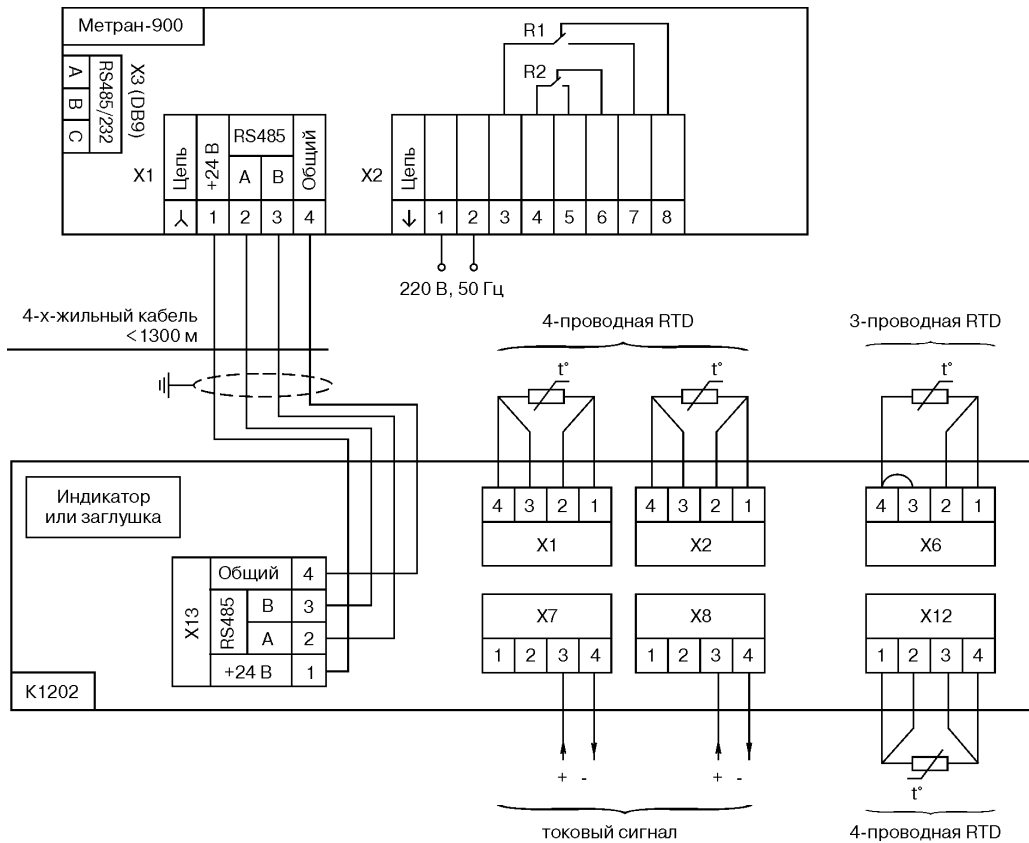 Метран-900
X3 (DB9)
RS485/232
A B C
X1
Цепь
+24 В
RS485
A B
Общий
1 2 3 4
X2
Цепь
1 2 3 4 5 6 7 8
R1
R2
220 В, 50 Гц
4-х-жильный кабель
<1300 м
4-проводная RTD
3-проводная RTD
t°
t°
t°
Индикатор
или заглушка
4 3 2 1
X1
4 3 2 1
X2
4 3 2 1
X6
X13
Общий 4
RS485
B 3
A 2
+24 В 1
X7
1 2 3 4
X8
1 2 3 4
X12
1 2 3 4
K1202
+ -
+ -
t°
токовый сигнал
4-проводная RTD